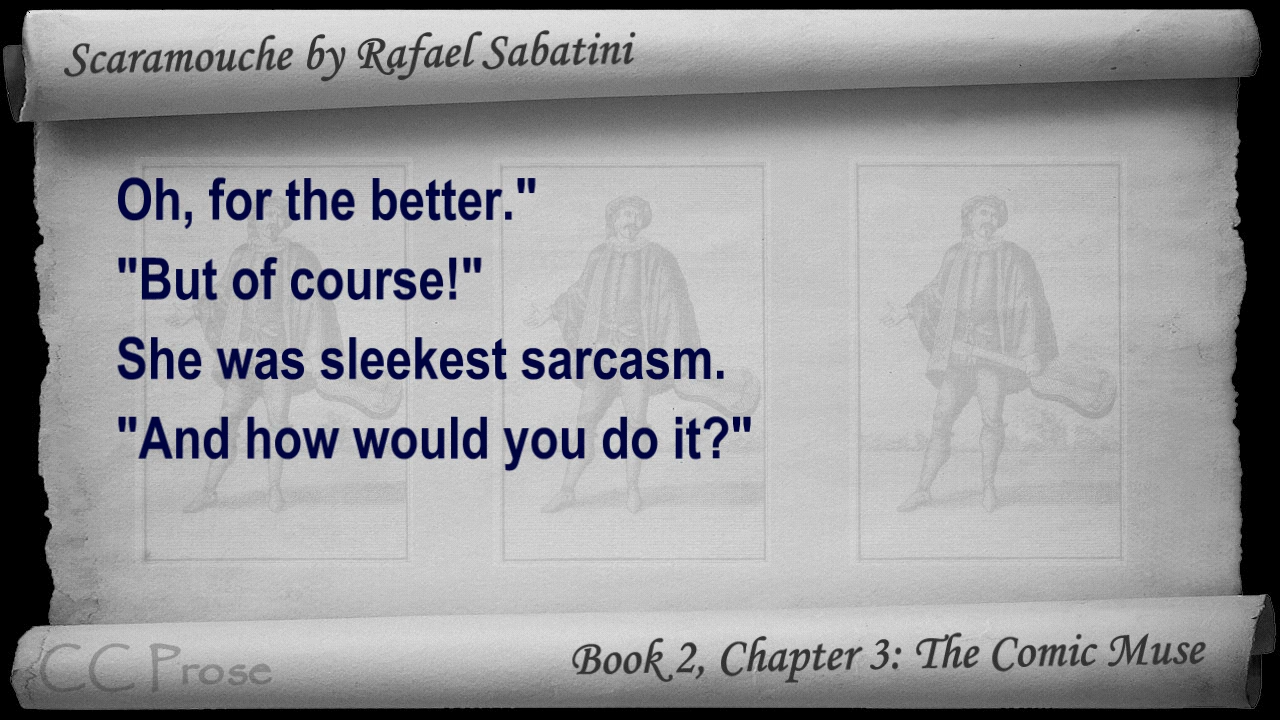 Scaramouche by Rafael Sabatini
Oh, for the better."
"But of course!"
She was sleekest sarcasm.
"And how would you do it?"
CC Prose
Book 2, Chapter 3: The Comic Muse